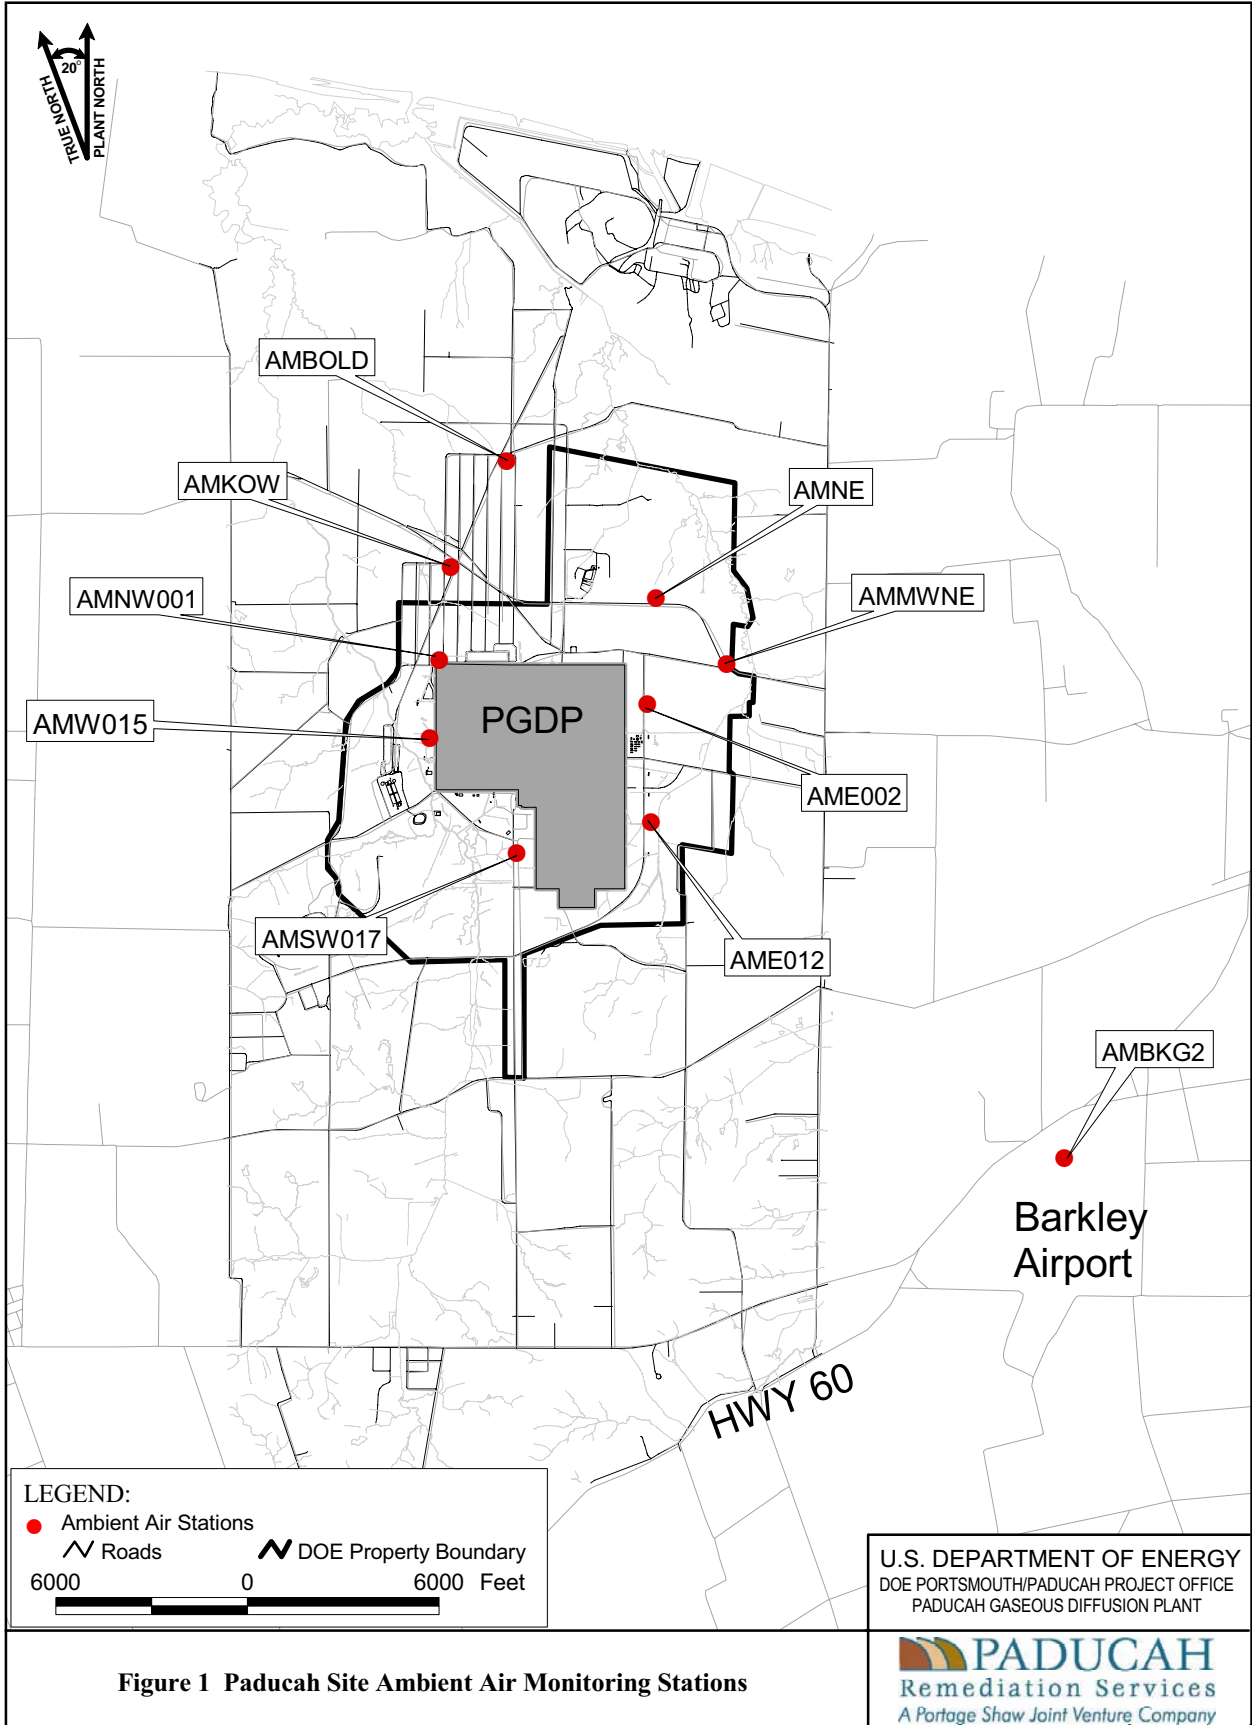 20°
TRUE NORTH
PLANT NORTH
AMBOLD
AMKOW
AMNE
AMNW001
AMMWNE
AMW015
PGDP
AME002
AMSW017
AME012
AMBKG2
Barkley
Airport
HWY 60
LEGEND:
Ambient Air Stations
Roads
DOE Property Boundary
6000 0 6000 Feet
U.S. DEPARTMENT OF ENERGY
DOE PORTSMOUTH/PADUCAH PROJECT OFFICE
PADUCAH GASEOUS DIFFUSION PLANT
Figure 1 Paducah Site Ambient Air Monitoring Stations
PADUCAH
Remediation Services
A Portage Shaw Joint Venture Company